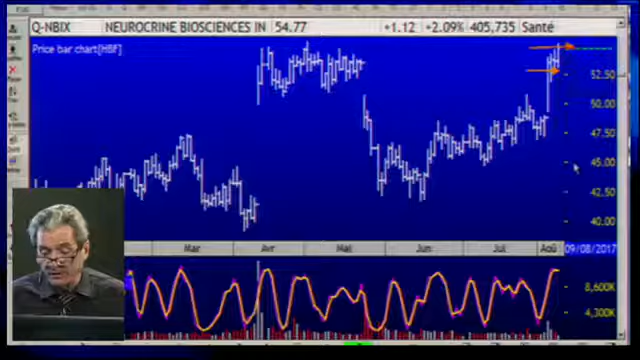 Q-NBIX NEUROCRINE BIOSCIENCES IN 54.77 +1.12 +2.09% 405,735 Santé
Price bar chart[HBF]
52.50
50.00
47.50
45.00
42.50
40.00
Mar Avr Mai Jun Jul Aoû 09/08/2017
8,600K
4,300K